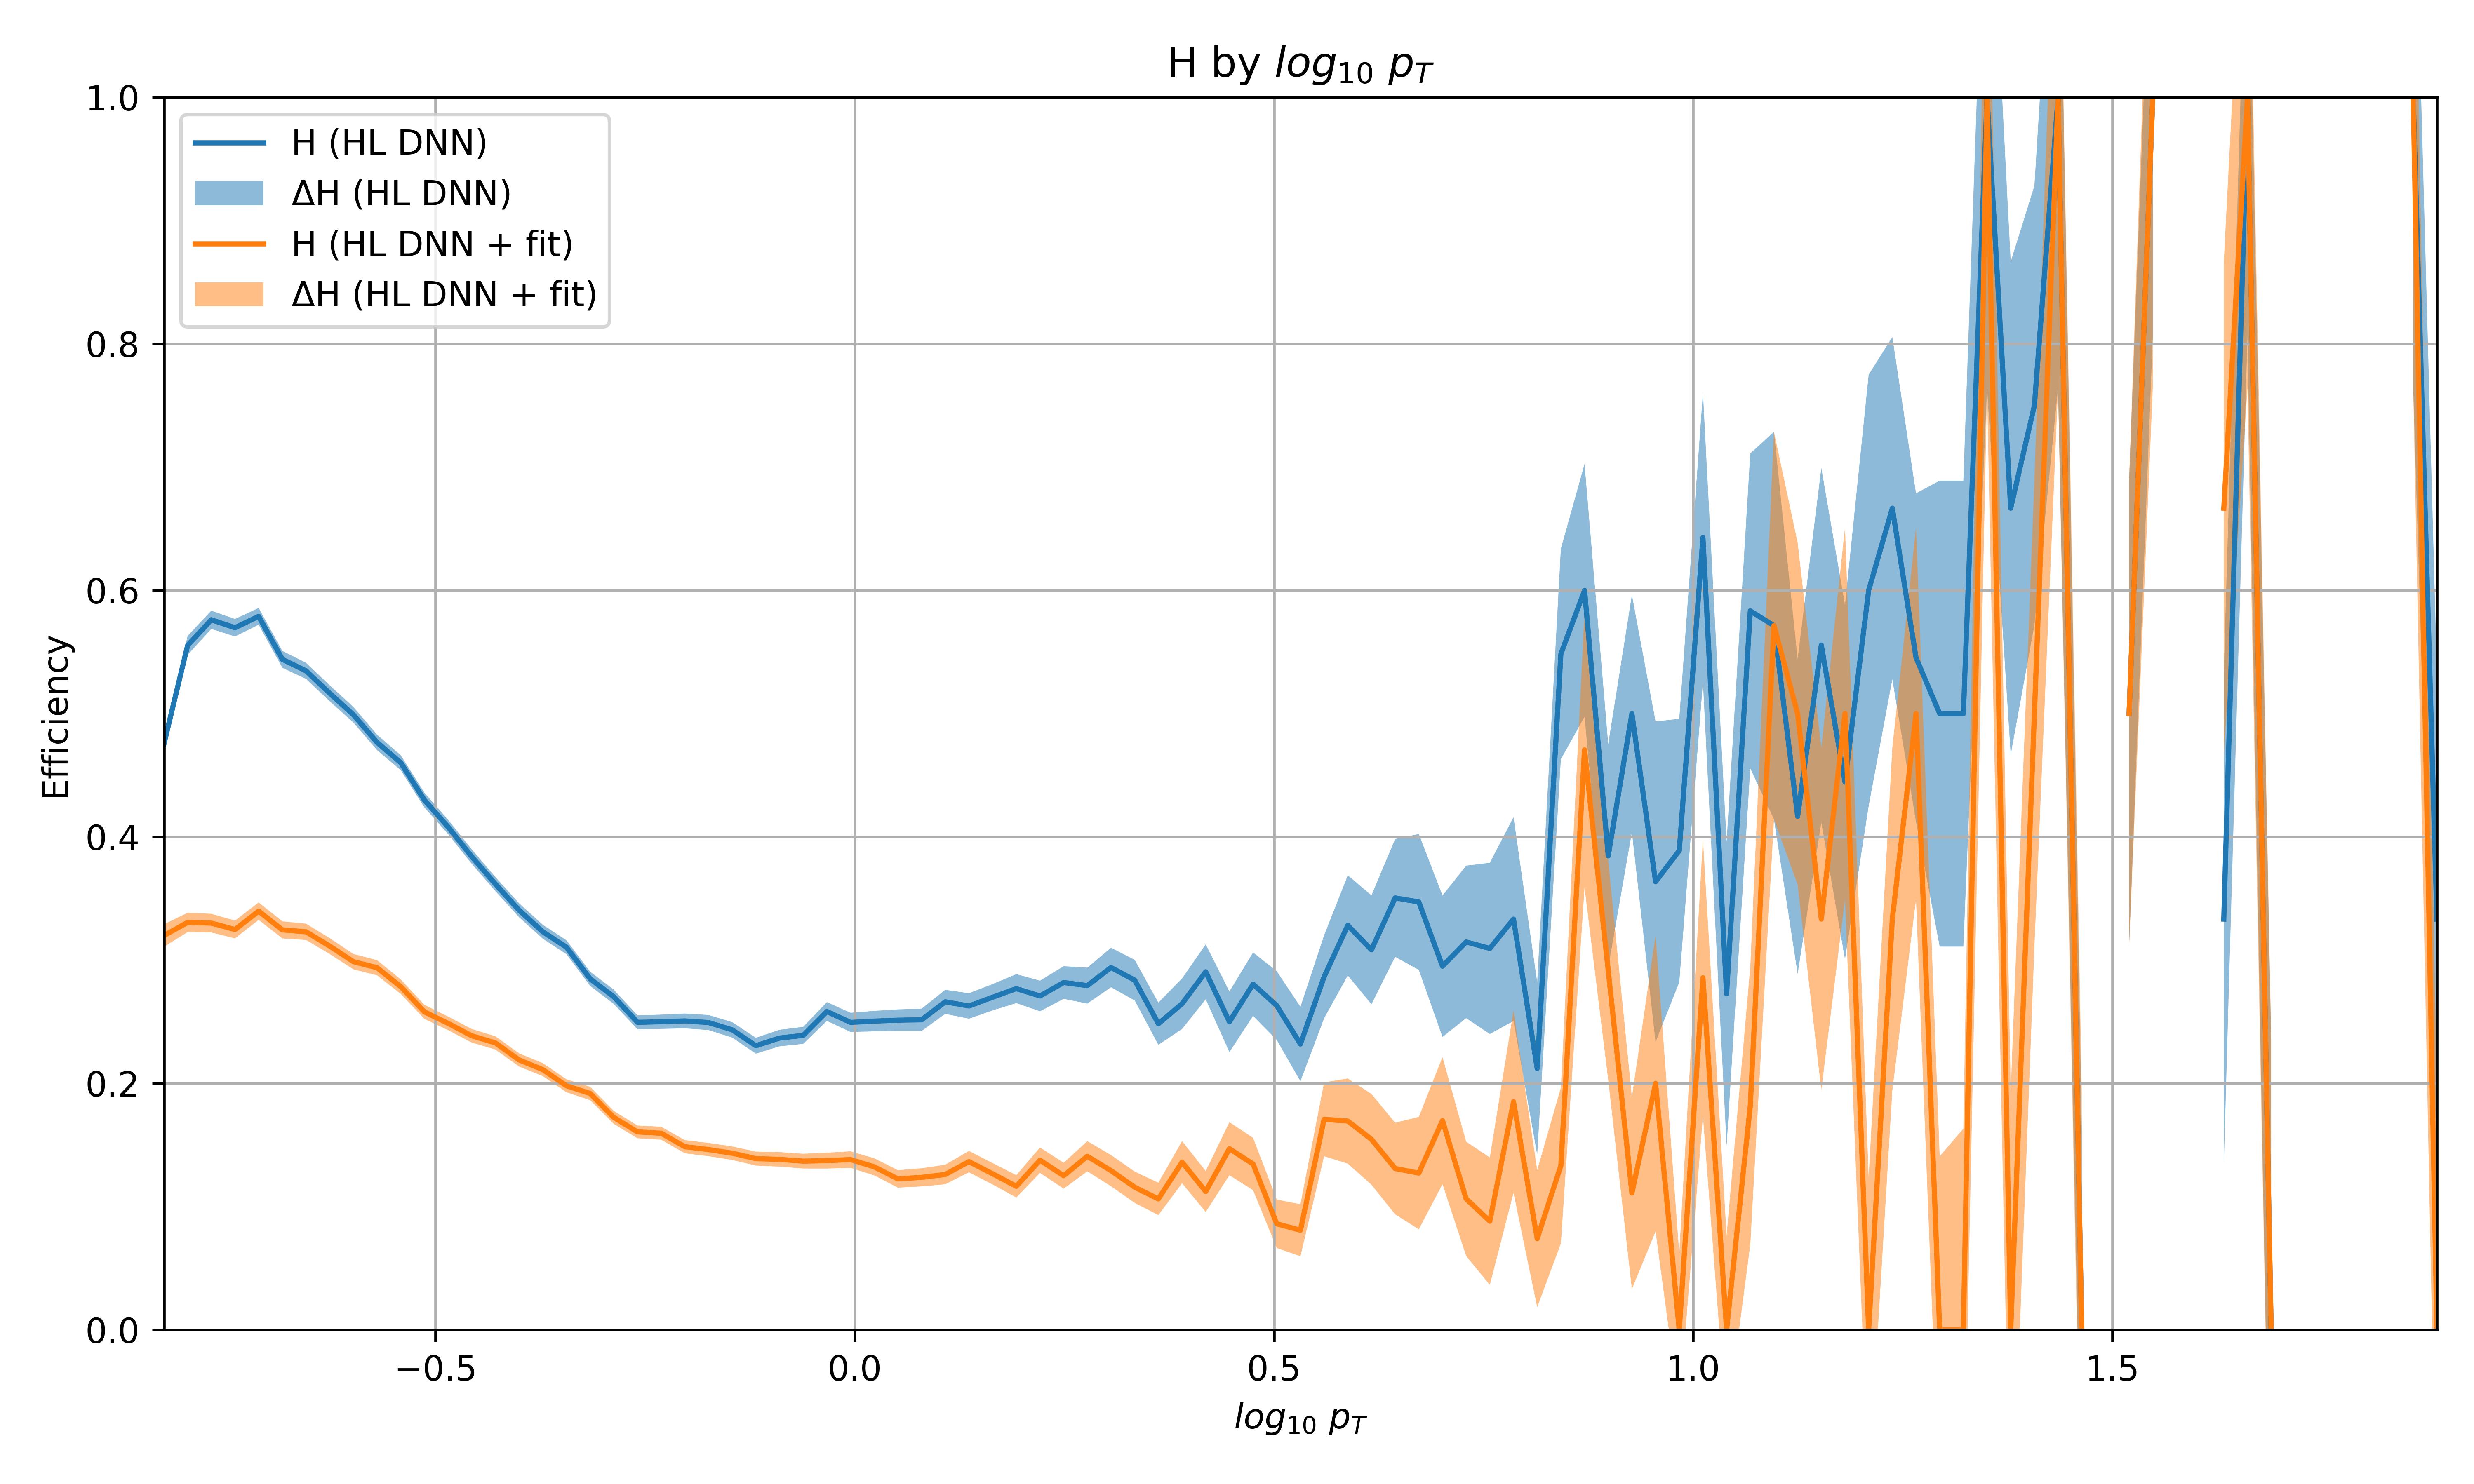 H by log₁₀ p_T
1.0
0.8
0.6
0.4
0.2
0.0
Efficiency
H (HL DNN)
ΔH (HL DNN)
H (HL DNN + fit)
ΔH (HL DNN + fit)
−0.5
0.0
0.5
1.0
1.5
log₁₀ p_T